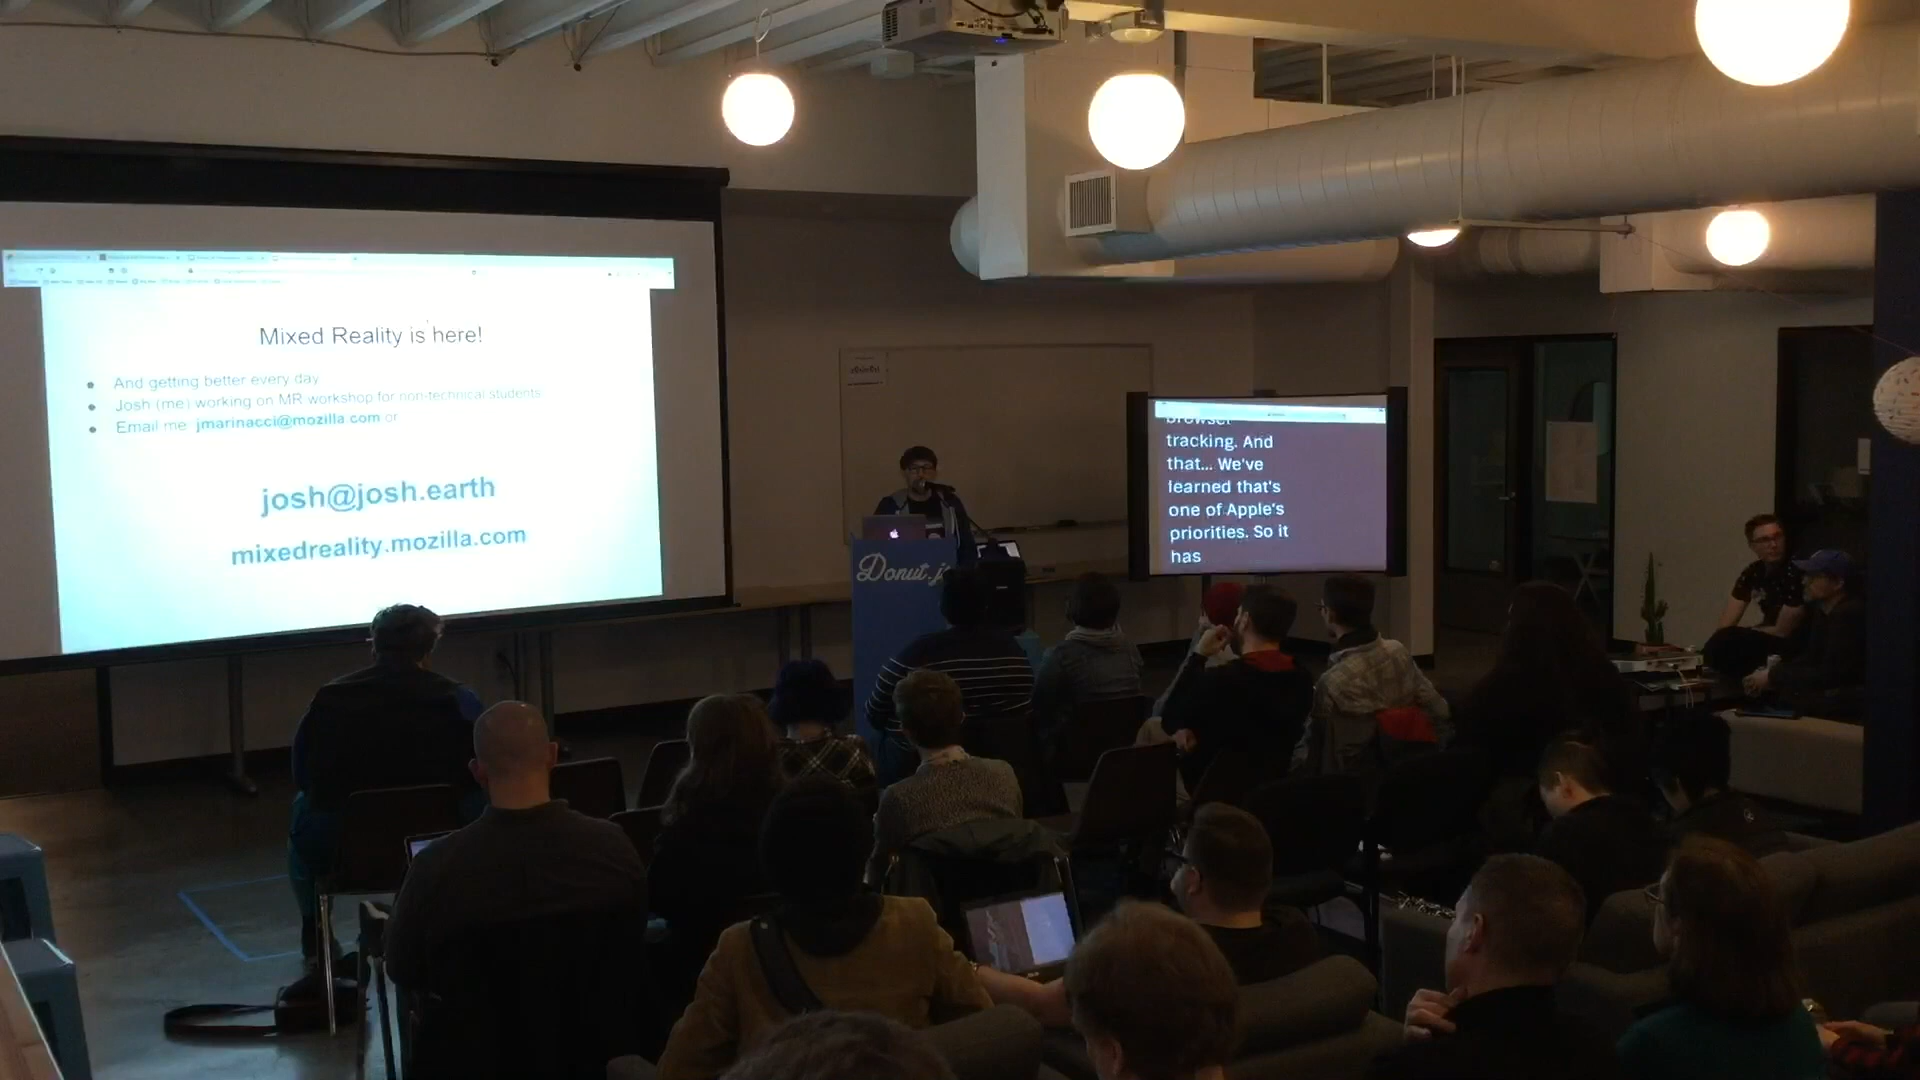 Mixed Reality is here!
And getting better every day
Josh (me) working on MR workshop for non-technical students
Email me: jmarinacci@mozilla.com or
josh@josh.earth
mixedreality.mozilla.com
Donut.js
browser
tracking. And
that... We've
learned that's
one of Apple's
priorities. So it
has